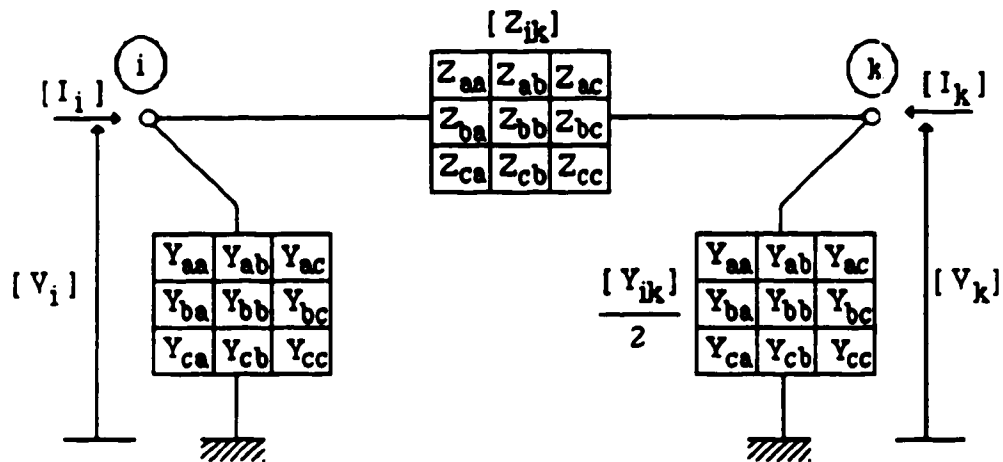 [Z_ik]
i
k
[I_i]
[I_k]
Z_aa Z_ab Z_ac
Z_ba Z_bb Z_bc
Z_ca Z_cb Z_cc
[V_i]
Y_aa Y_ab Y_ac
Y_ba Y_bb Y_bc
Y_ca Y_cb Y_cc
[Y_ik]
2
Y_aa Y_ab Y_ac
Y_ba Y_bb Y_bc
Y_ca Y_cb Y_cc
[V_k]